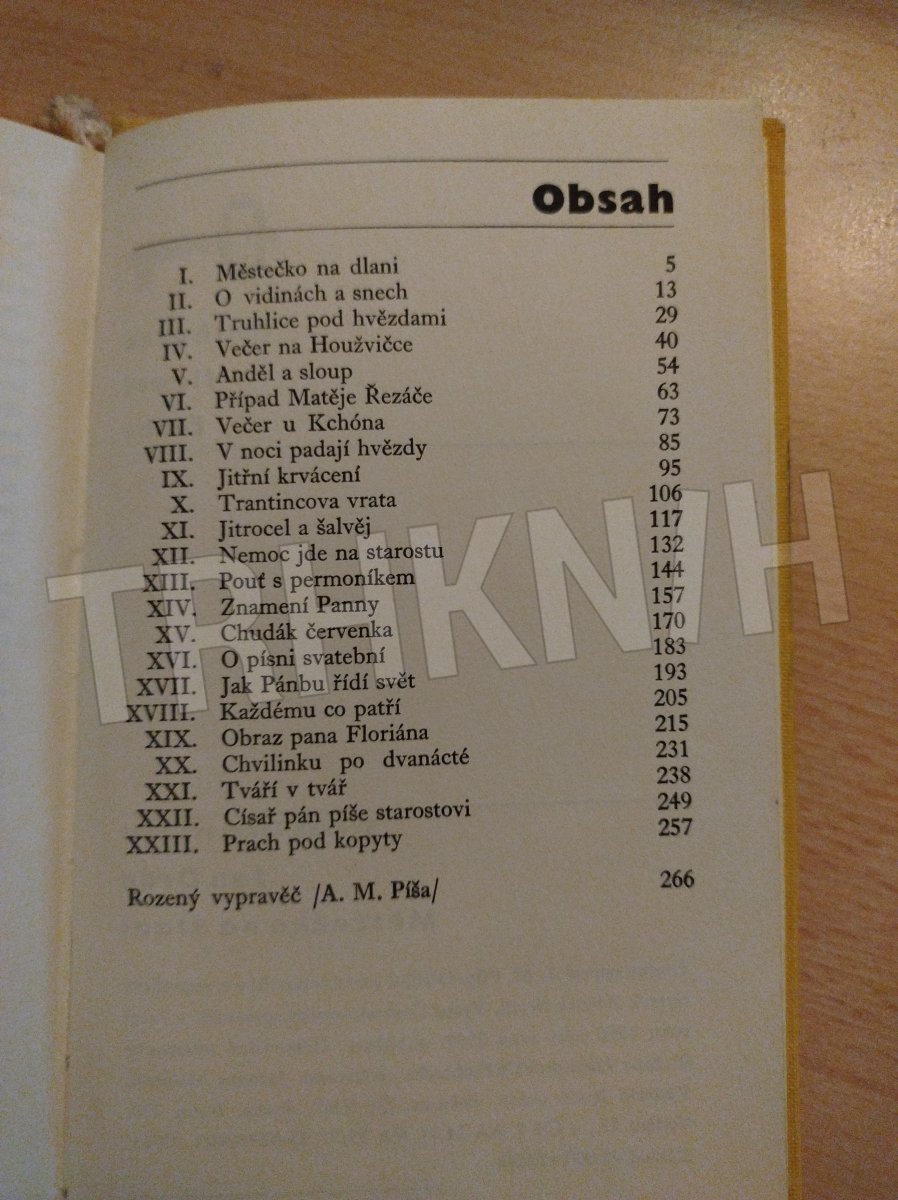 Obsah
I. Městečko na dlani 5
II. O vidinách a snech 13
III. Truhlice pod hvězdami 29
IV. Večer na Houžvičce 40
V. Anděl a sloup 54
VI. Případ Matěje Řezáče 63
VII. Večer u Kchóna 73
VIII. V noci padají hvězdy 85
IX. Jitřní krvácení 95
X. Trantincova vrata 106
XI. Jitrocel a šalvěj 117
XII. Nemoc jde na starostu 132
XIII. Pouť s permoníkem 144
XIV. Znamení Panny 157
XV. Chudák červenka 170
XVI. O písni svatební 183
XVII. Jak Pánbu řídí svět 193
XVIII. Každému co patří 205
XIX. Obraz pana Floriána 215
XX. Chvilinku po dvanácté 231
XXI. Tváří v tvář 238
XXII. Císař pán píše starostovi 249
XXIII. Prach pod kopyty 257
Rozený vypravěč /A. M. Píša/ 266